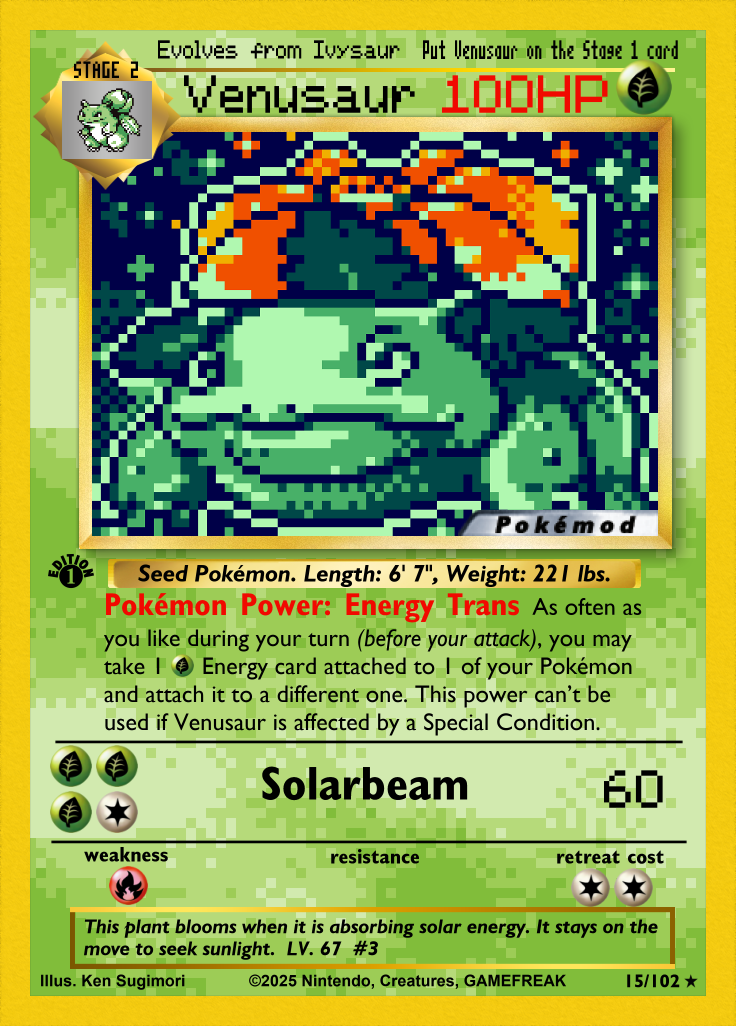 Evolves from Ivysaur Put Venusaur on the Stage 1 card
STAGE 2
Venusaur 100HP
Pokémod
EDITION 1
Seed Pokémon. Length: 6' 7", Weight: 221 lbs.
Pokémon Power: Energy Trans As often as
you like during your turn (before your attack), you may
take 1 Energy card attached to 1 of your Pokémon
and attach it to a different one. This power can't be
used if Venusaur is affected by a Special Condition.
Solarbeam 60
weakness resistance retreat cost
This plant blooms when it is absorbing solar energy. It stays on the
move to seek sunlight. LV. 67 #3
Illus. Ken Sugimori ©2025 Nintendo, Creatures, GAMEFREAK 15/102 ★